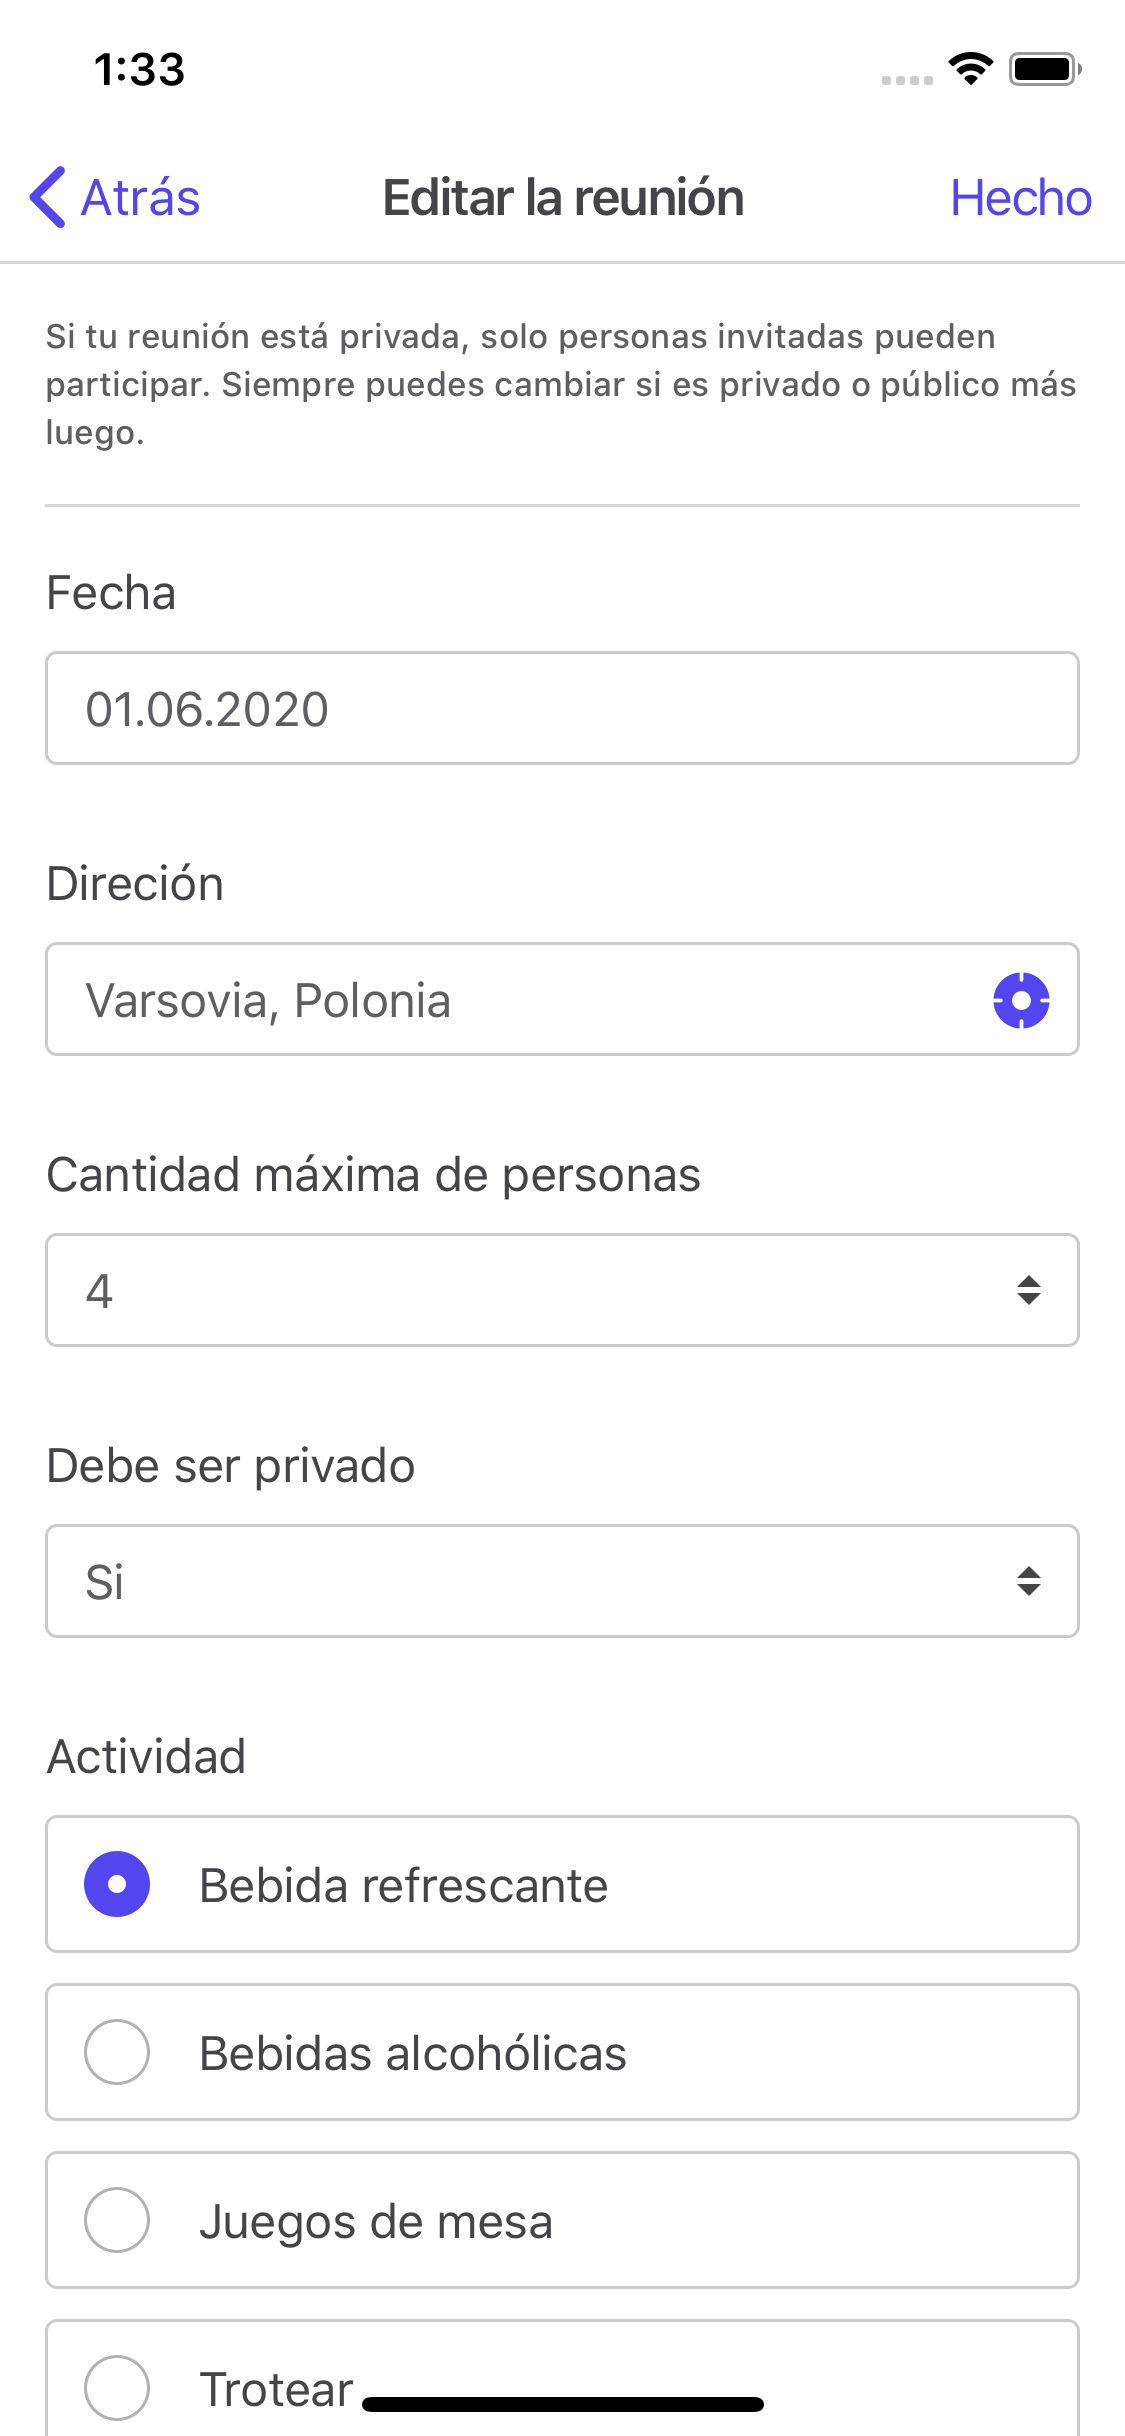 1:33
Atrás
Editar la reunión
Hecho
Si tu reunión está privada, solo personas invitadas pueden
participar. Siempre puedes cambiar si es privado o público más
luego.
Fecha
01.06.2020
Direción
Varsovia, Polonia
Cantidad máxima de personas
4
Debe ser privado
Si
Actividad
Bebida refrescante
Bebidas alcohólicas
Juegos de mesa
Trotear